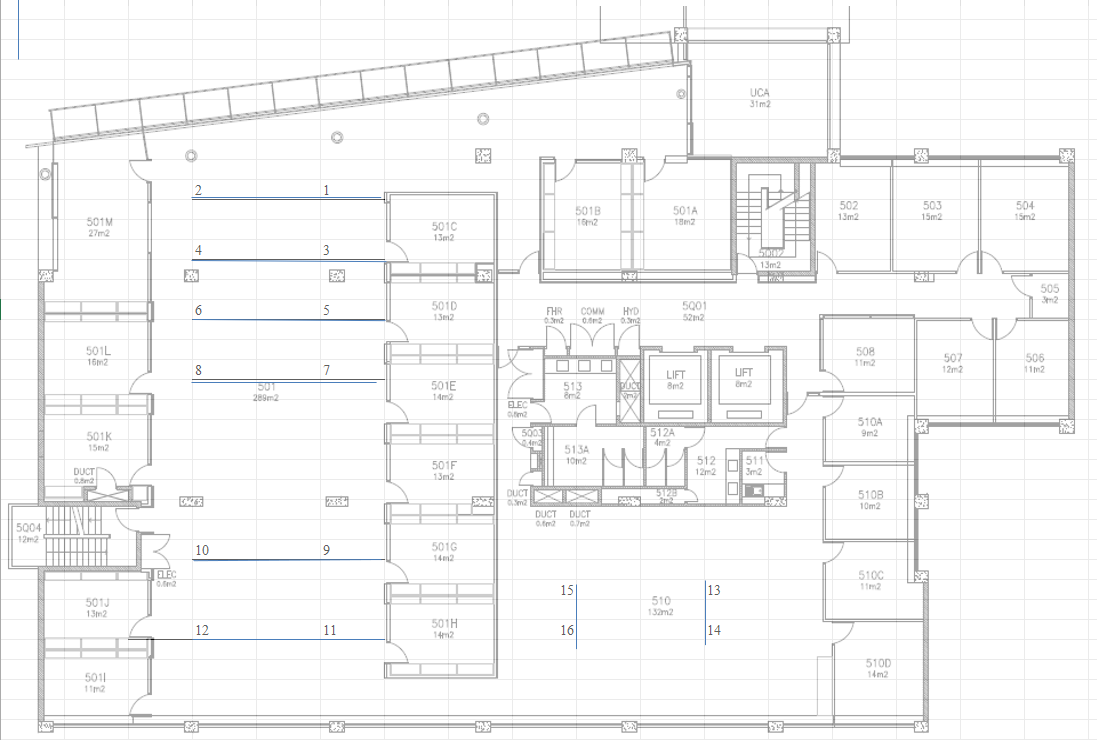 UCA
31m2
2 1
501M
27m2
501C
13m2
501B
16m2
501A
18m2
5Q02
13m2
502
13m2
503
15m2
504
15m2
4 3
505
3m2
6 5
501D
13m2
FHR
0.3m2
COMM
0.6m2
HYD
0.3m2
5Q01
52m2
501L
16m2
8 7
501
289m2
501E
14m2
513
8m2
DUCT
LIFT
8m2
LIFT
8m2
508
11m2
507
12m2
506
11m2
ELEC
0.8m2
501K
15m2
DUCT
0.8m2
501F
13m2
5Q03
0.4m2
513A
10m2
512A
4m2
512
12m2
511
3m2
510A
9m2
510B
10m2
DUCT
0.3m2
512B
2m2
DUCT
0.6m2
DUCT
0.7m2
5Q04
12m2
10 9
501G
14m2
ELEC
0.6m2
510C
11m2
501J
13m2
15 13
510
132m2
12 11
501H
14m2
16 14
501I
11m2
510D
14m2